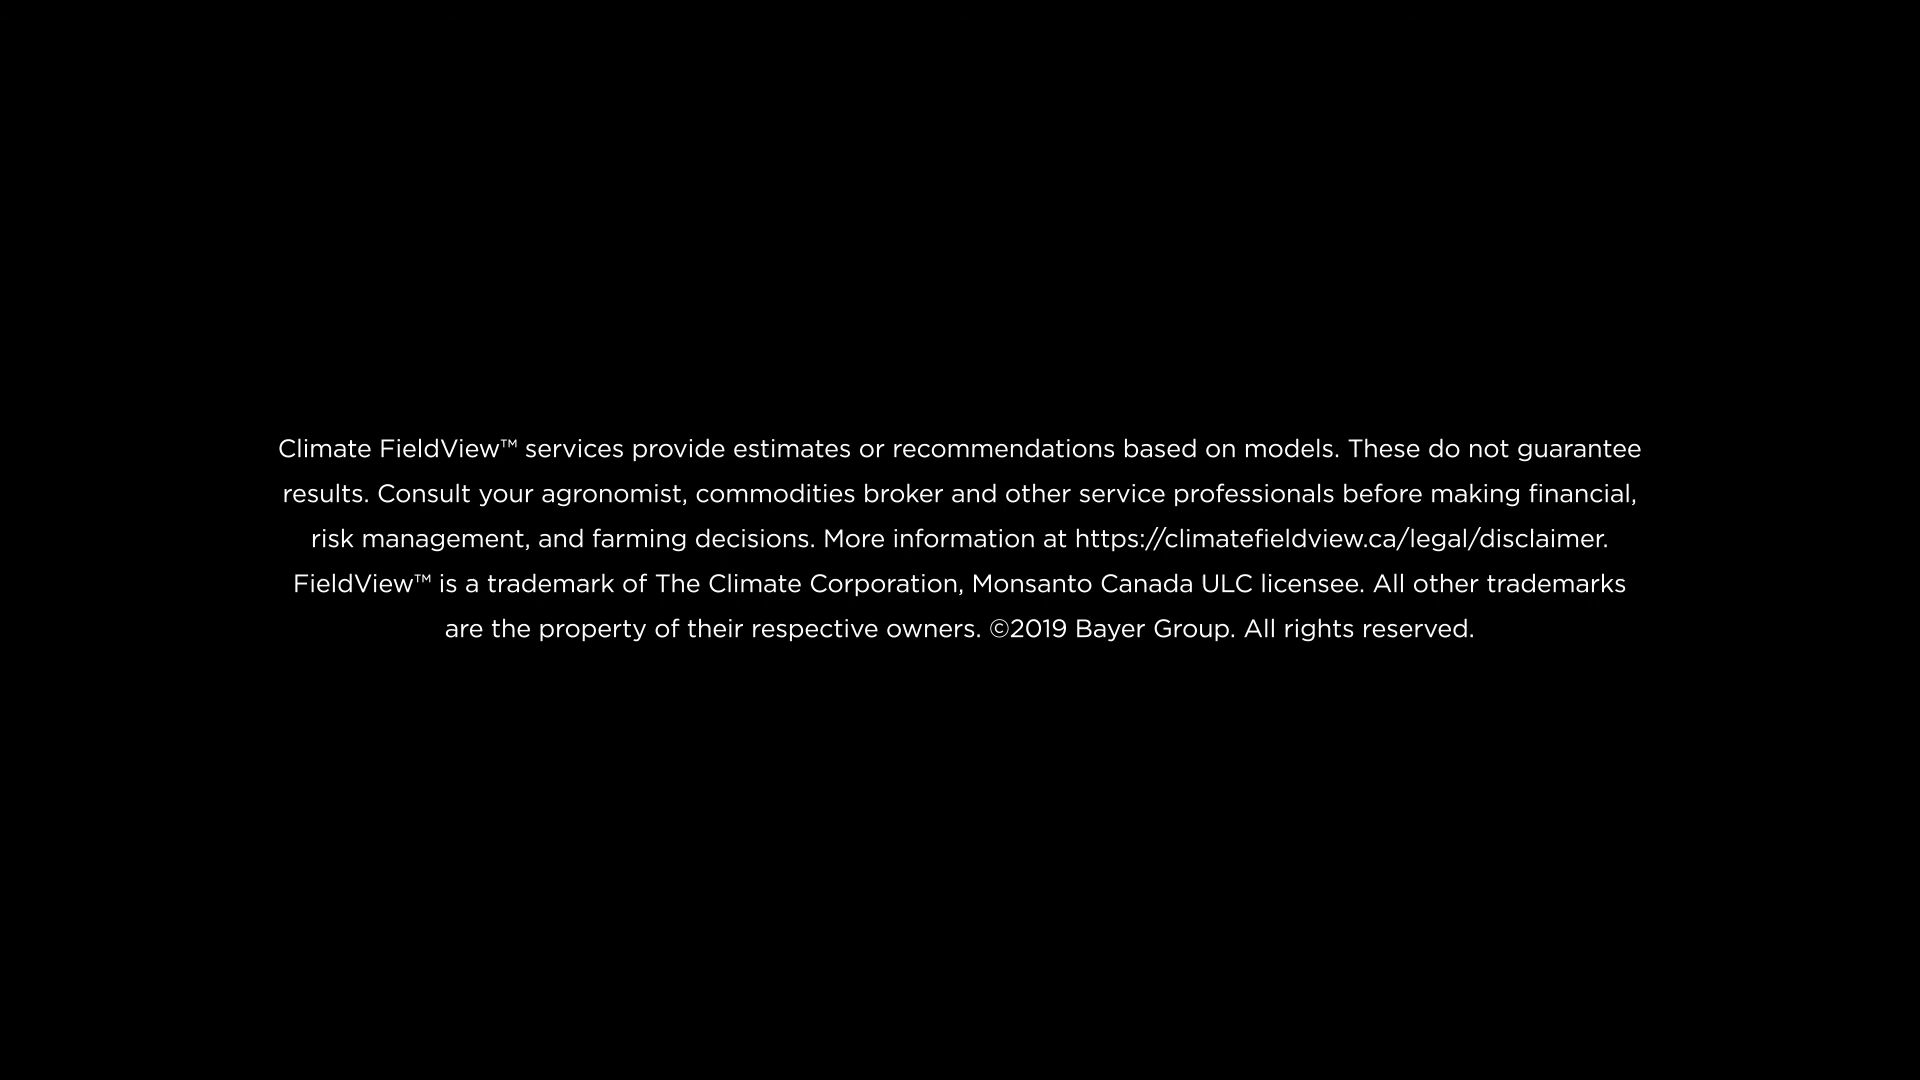 Climate FieldView™ services provide estimates or recommendations based on models. These do not guarantee
results. Consult your agronomist, commodities broker and other service professionals before making financial,
risk management, and farming decisions. More information at https://climatefieldview.ca/legal/disclaimer.
FieldView™ is a trademark of The Climate Corporation, Monsanto Canada ULC licensee. All other trademarks
are the property of their respective owners. ©2019 Bayer Group. All rights reserved.